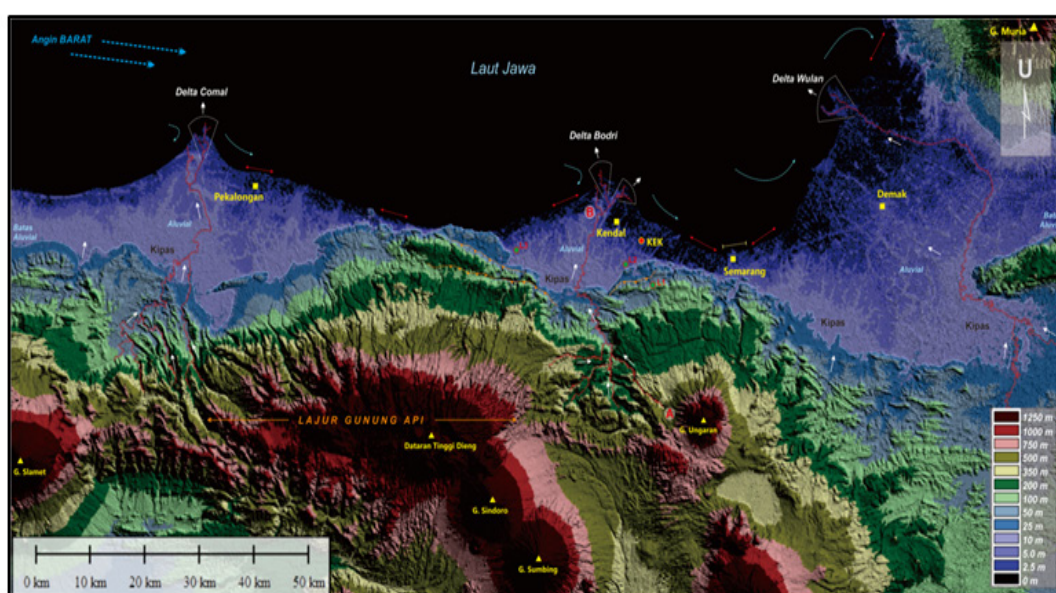 Angin BARAT
Laut Jawa
G. Muria
U
Delta Wulan
Delta Comal
Delta Bodri
Pekalongan
Demak
B
Kendal
KEK
Semarang
Batas
Aluvial
Aluvial
Aluvial
Aluvial
Kipas
Kipas
Kipas
Kipas
LAJUR GUNUNG API
A
G. Ungaran
Dataran Tinggi Dieng
G. Slamet
G. Sindoro
G. Sumbing
0 km
10 km
20 km
30 km
40 km
50 km
1250 m
1000 m
750 m
500 m
350 m
200 m
100 m
50 m
25 m
10 m
5.0 m
2.5 m
0 m